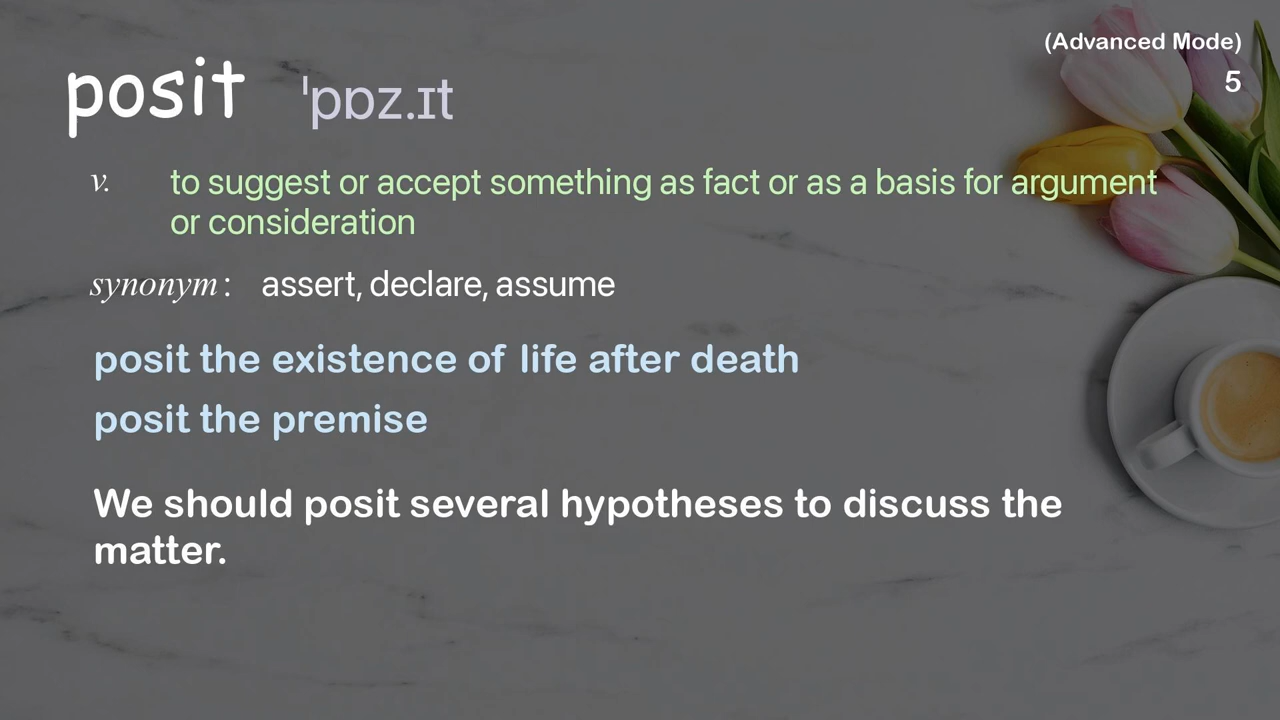 (Advanced Mode)
5
posit ˈpɒz.ɪt
v. to suggest or accept something as fact or as a basis for argument
or consideration
synonym : assert, declare, assume
posit the existence of life after death
posit the premise
We should posit several hypotheses to discuss the
matter.